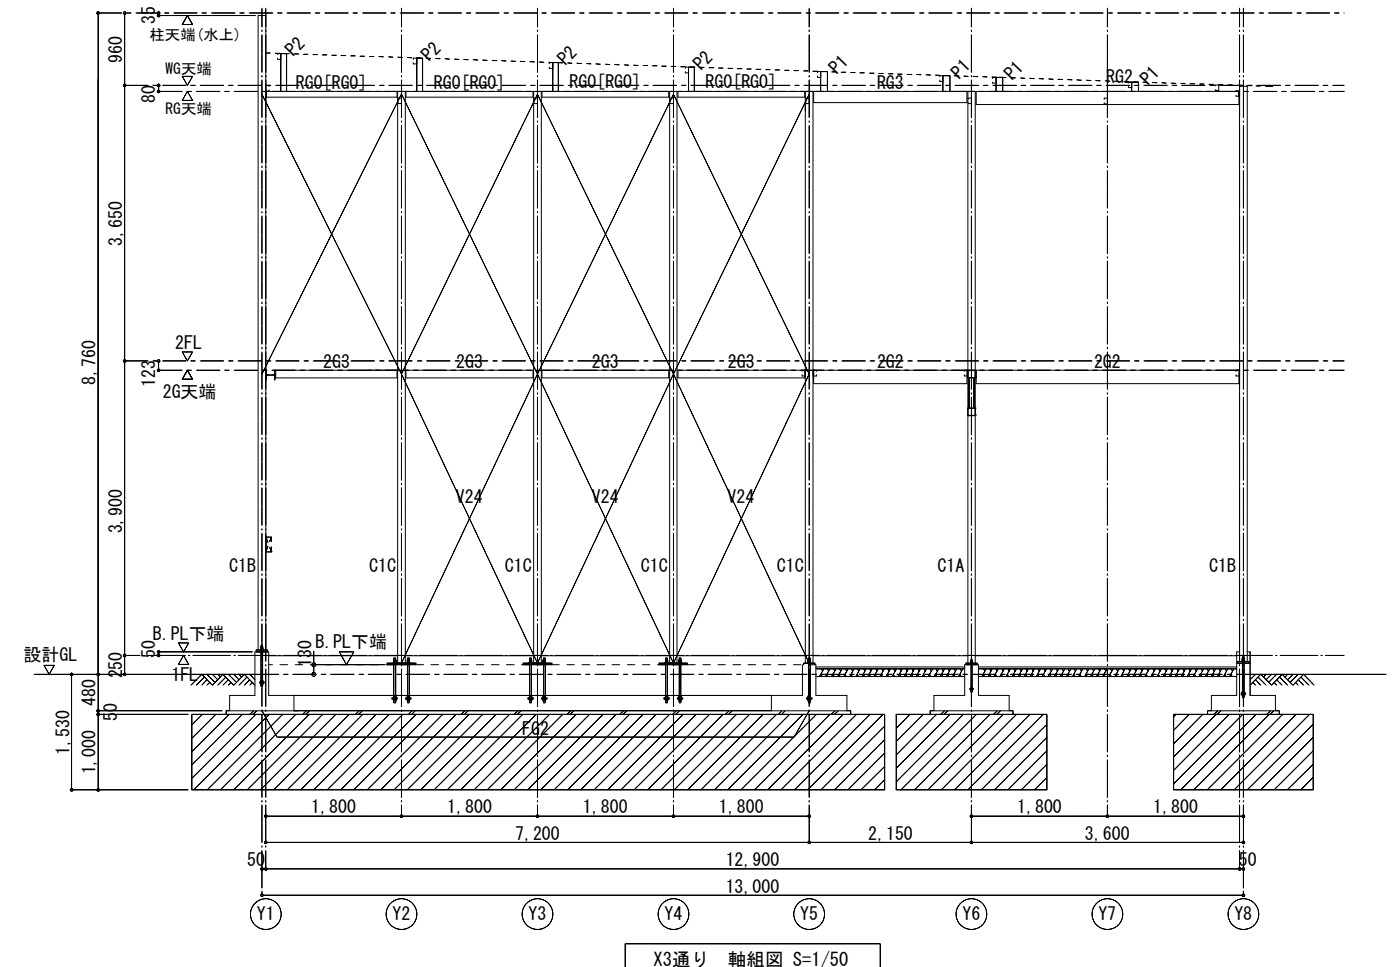 35
柱天端(水上)
960
P2
P2
P2
P2
P1
P1
P1
P1
WG天端
RG0[RG0]
RG0[RG0]
RG0[RG0]
RG0[RG0]
RG3
RG2
80
RG天端
3,650
8,760
2FL
123
2G3
2G3
2G3
2G3
2G2
2G2
2G天端
3,900
V24
V24
V24
C1B
C1C
C1C
C1C
C1C
C1A
C1B
B.PL下端
B.PL下端
50
130
設計GL
250
1FL
480
50
1,530
1,000
FG2
1,800
1,800
1,800
1,800
1,800
1,800
7,200
2,150
3,600
50
12,900
50
13,000
Y1
Y2
Y3
Y4
Y5
Y6
Y7
Y8
X3通り 軸組図 S=1/50